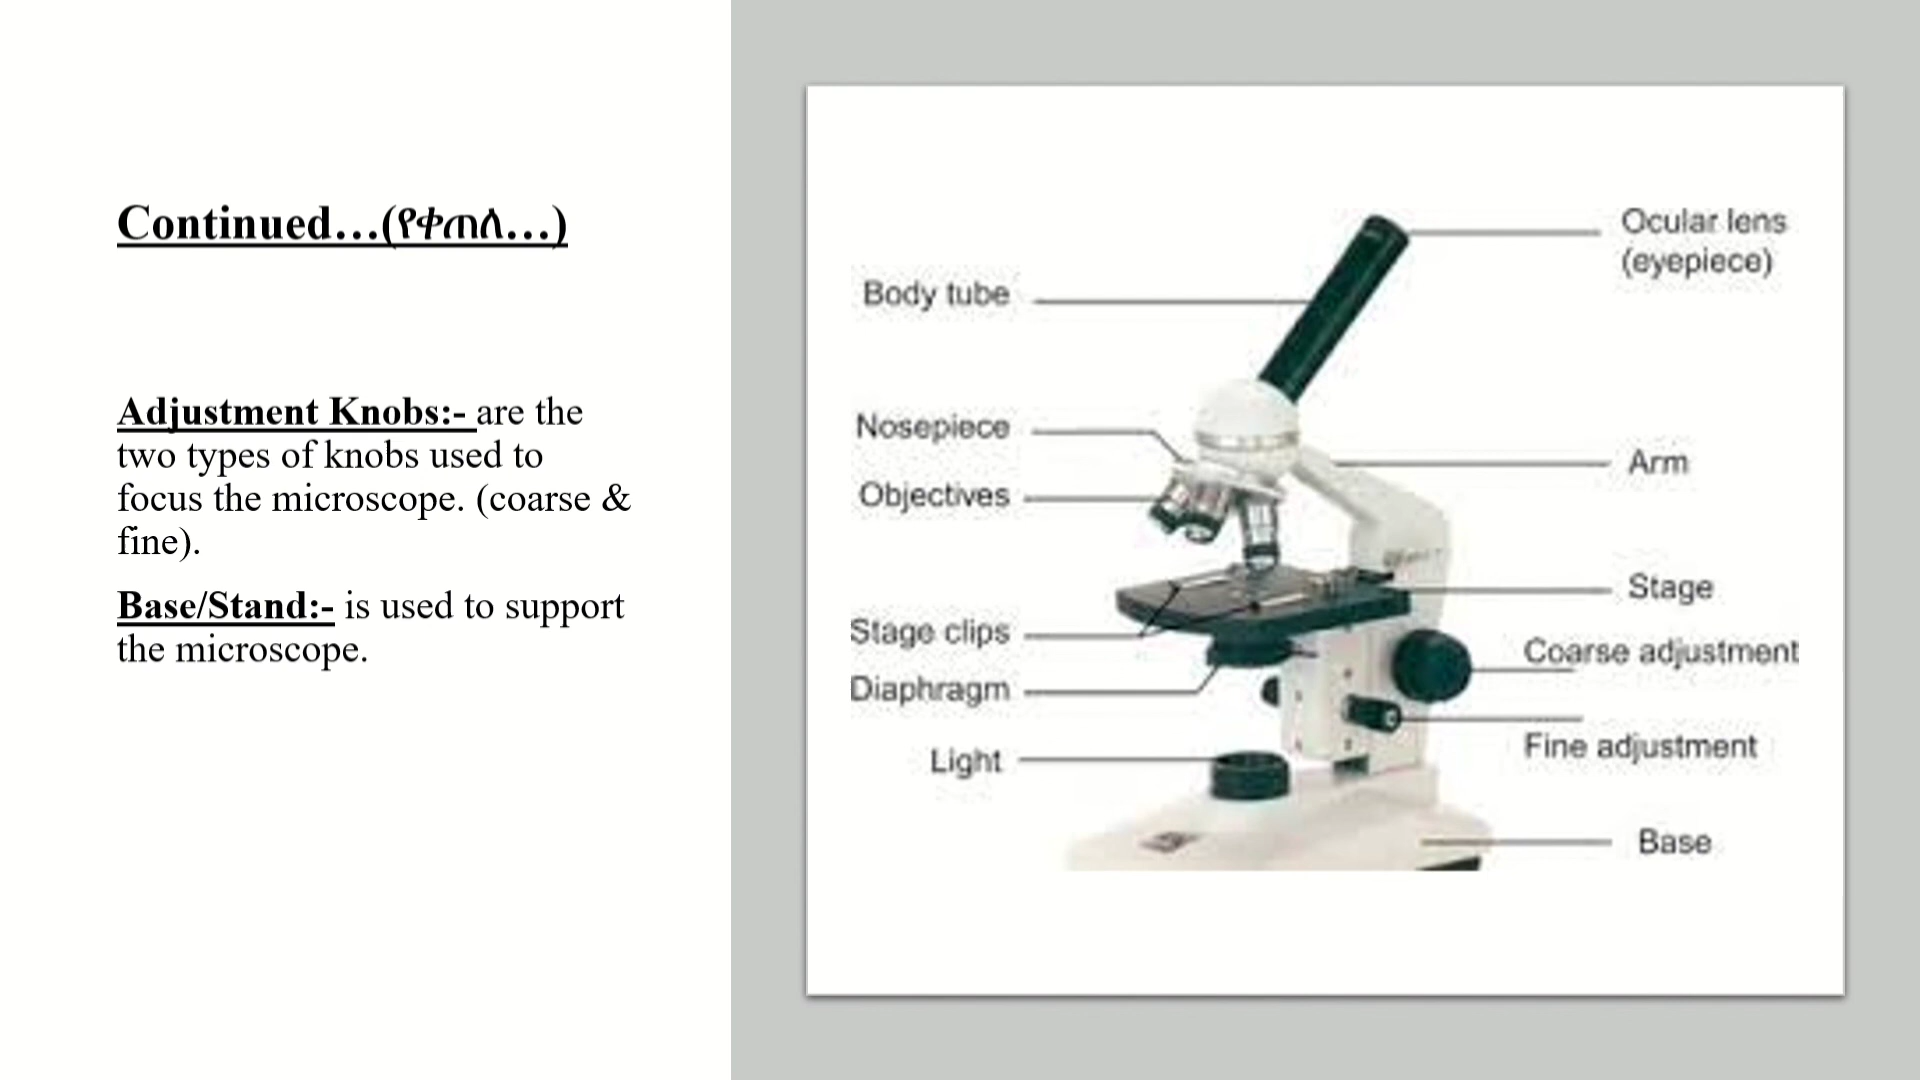 Continued…(የቀጠለ…)
Adjustment Knobs:- are the
two types of knobs used to
focus the microscope. (coarse &
fine).
Base/Stand:- is used to support
the microscope.
Ocular lens
(eyepiece)
Body tube
Nosepiece
Arm
Objectives
Stage
Stage clips
Coarse adjustment
Diaphragm
Fine adjustment
Light
Base